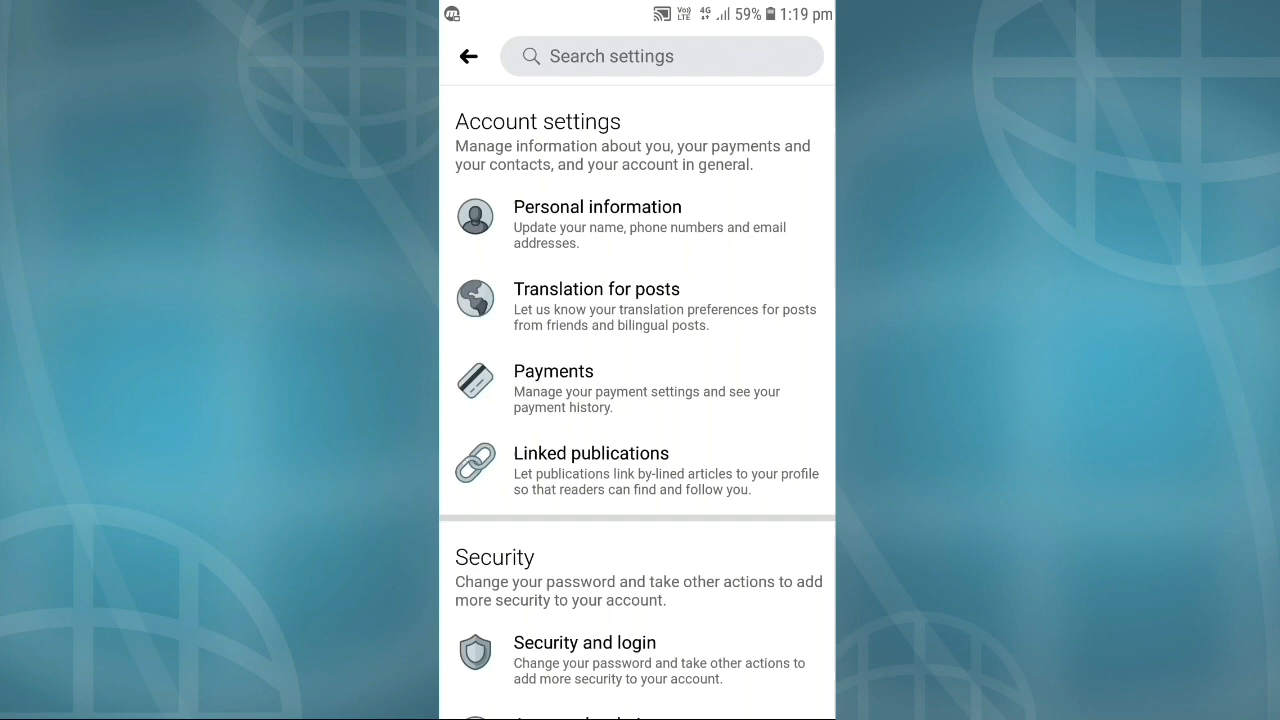 Vo) LTE 4G 59% 1:19 pm
Search settings
Account settings
Manage information about you, your payments and
your contacts, and your account in general.
Personal information
Update your name, phone numbers and email
addresses.
Translation for posts
Let us know your translation preferences for posts
from friends and bilingual posts.
Payments
Manage your payment settings and see your
payment history.
Linked publications
Let publications link by-lined articles to your profile
so that readers can find and follow you.
Security
Change your password and take other actions to add
more security to your account.
Security and login
Change your password and take other actions to
add more security to your account.